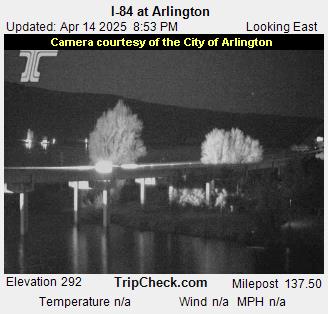 I-84 at Arlington
Updated: Apr 14 2025 8:53 PM Looking East
Camera courtesy of the City of Arlington
Elevation 292 TripCheck.com Milepost 137.50
Temperature n/a Wind n/a MPH n/a